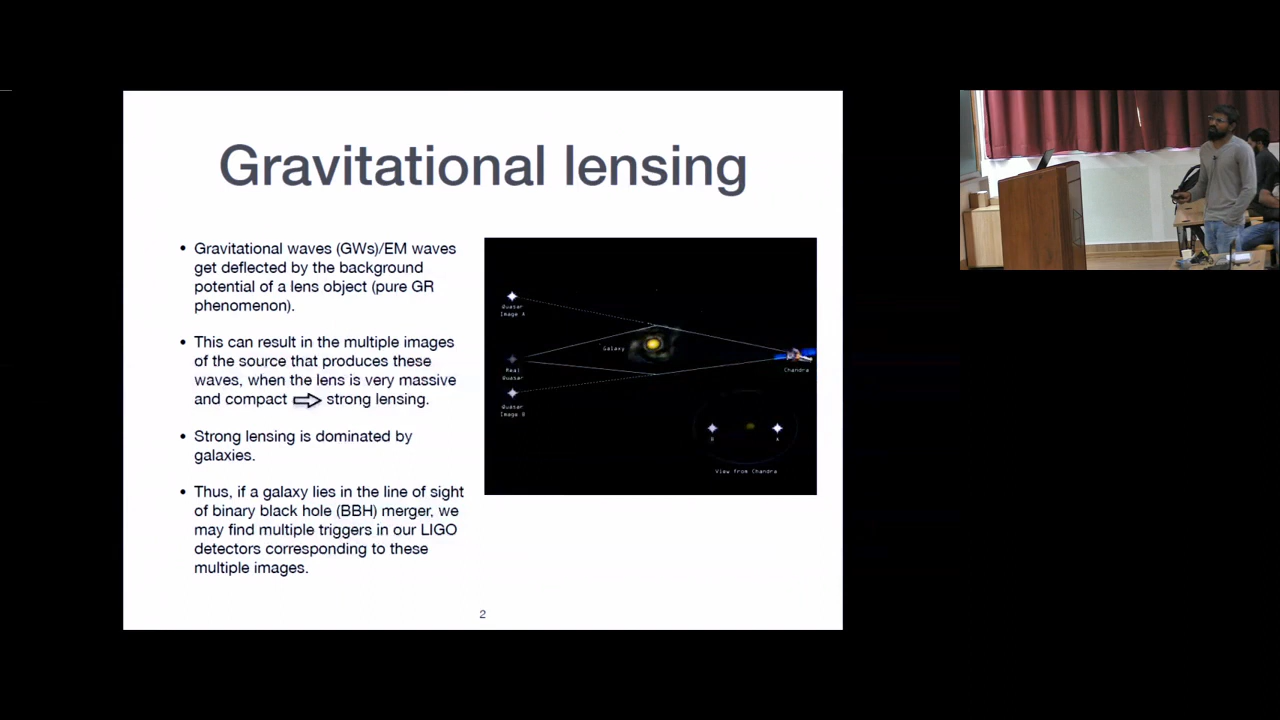 Gravitational lensing
• Gravitational waves (GWs)/EM waves
get deflected by the background
potential of a lens object (pure GR
phenomenon).
• This can result in the multiple images
of the source that produces these
waves, when the lens is very massive
and compact ⇨ strong lensing.
• Strong lensing is dominated by
galaxies.
• Thus, if a galaxy lies in the line of sight
of binary black hole (BBH) merger, we
may find multiple triggers in our LIGO
detectors corresponding to these
multiple images.
Quasar
Image A
Galaxy
Real
Quasar
Chandra
Quasar
Image B
B
A
View from Chandra
2